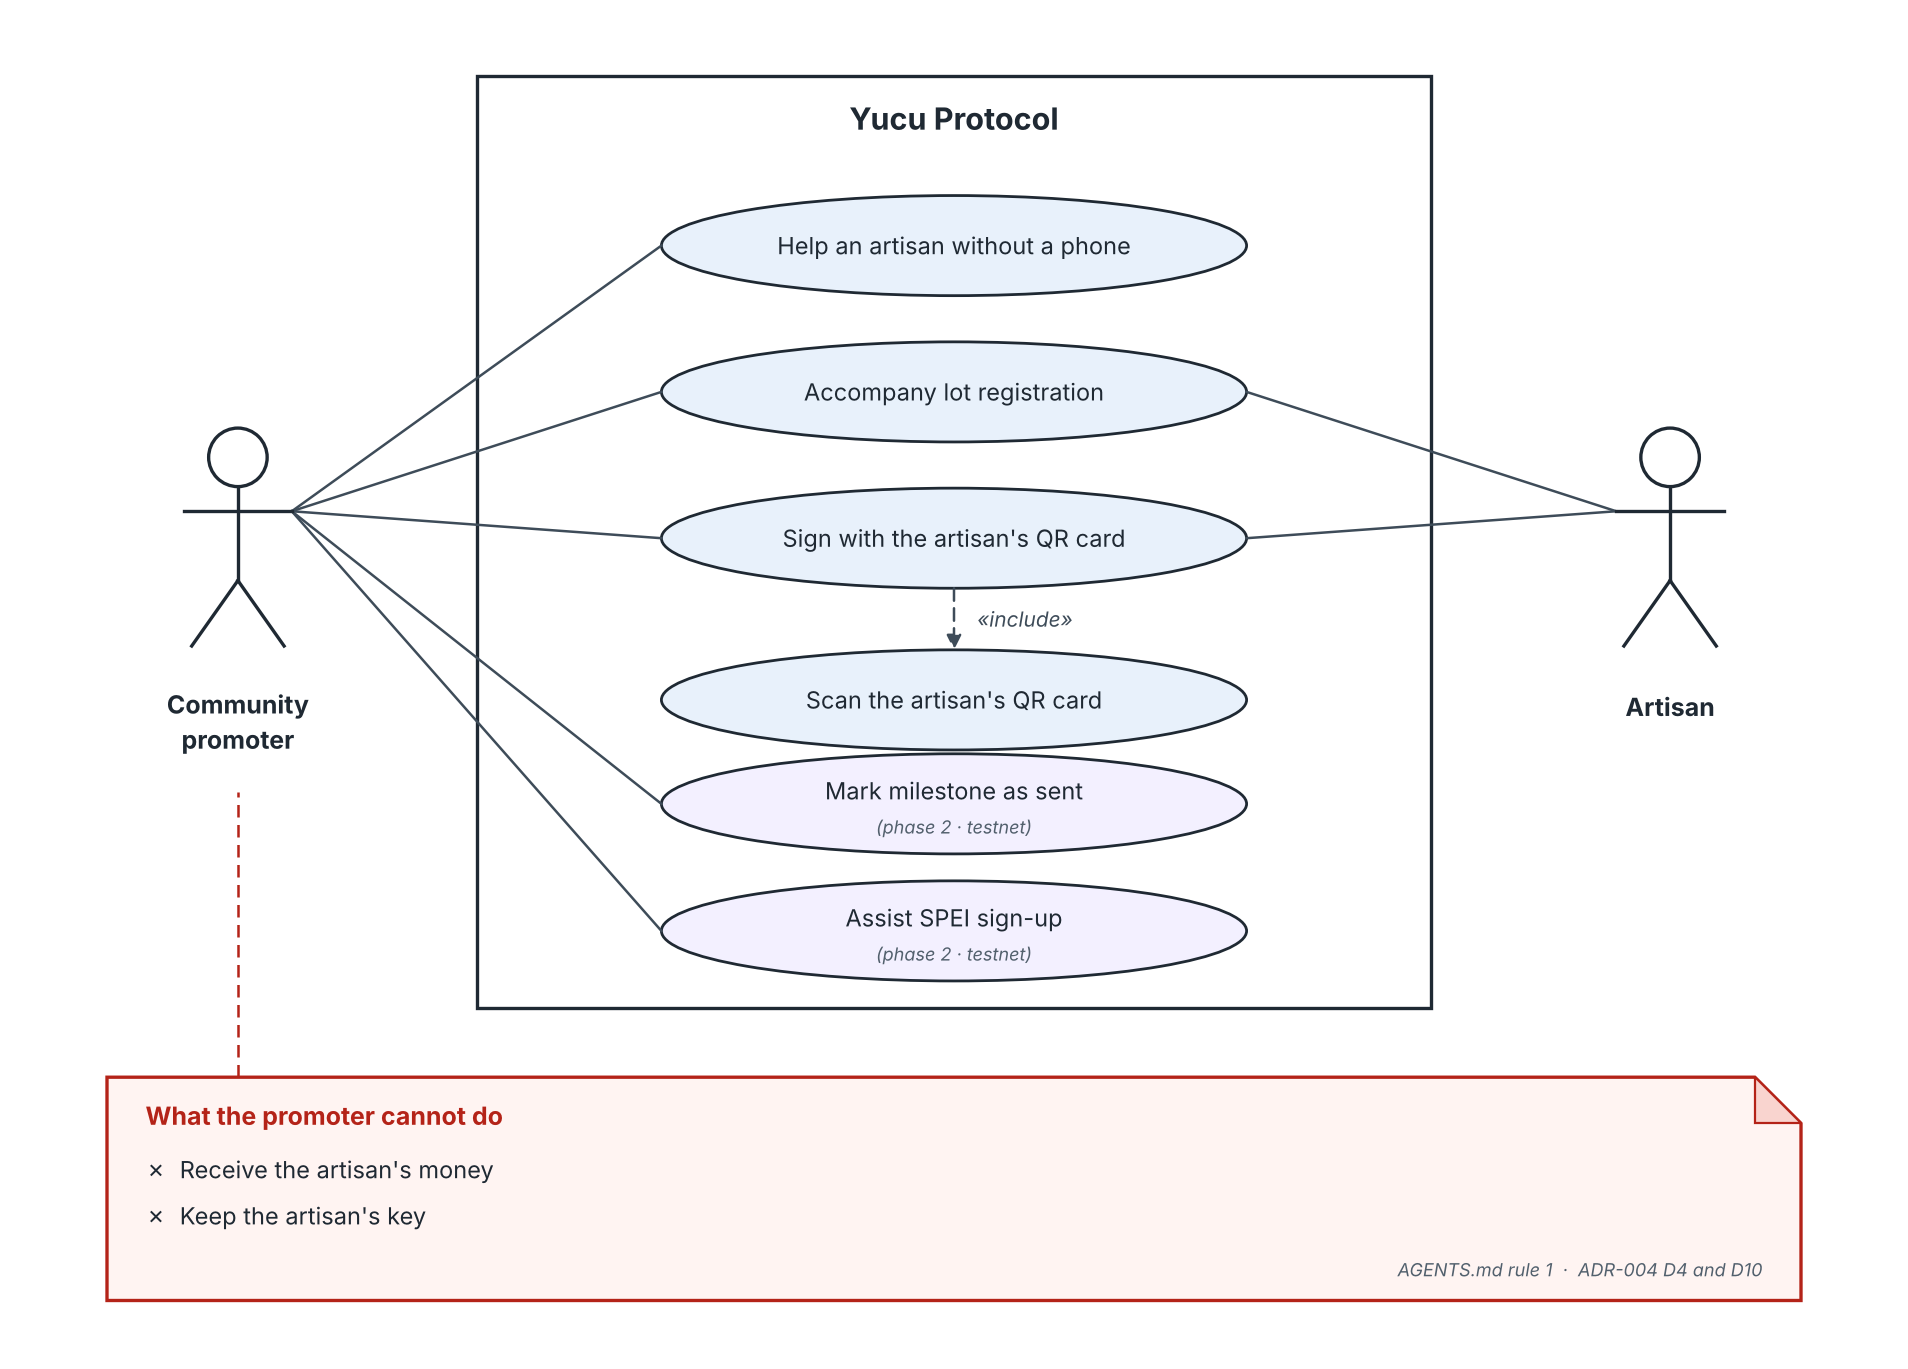 Yucu Protocol
Help an artisan without a phone
Accompany lot registration
Sign with the artisan's QR card
«include»
Scan the artisan's QR card
Mark milestone as sent
(phase 2 · testnet)
Assist SPEI sign-up
(phase 2 · testnet)
Community
promoter
Artisan
What the promoter cannot do
× Receive the artisan's money
× Keep the artisan's key
AGENTS.md rule 1 · ADR-004 D4 and D10